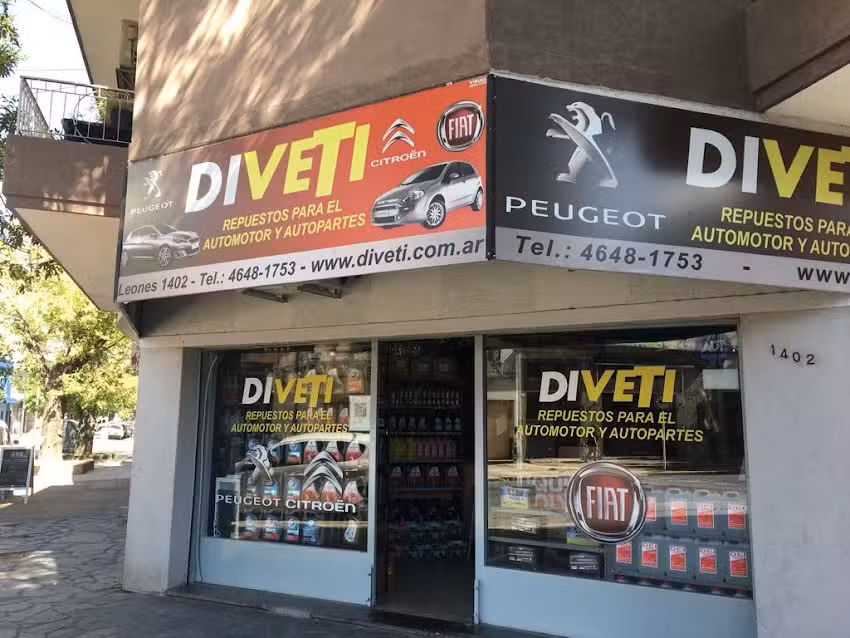 DIVETI
CITROËN
FIAT
PEUGEOT
REPUESTOS PARA EL
AUTOMOTOR Y AUTOPARTES
Leones 1402 - Tel.: 4648-1753 - www.diveti.com.ar
DIVE
PEUGEOT
REPUESTOS PARA
AUTOMOTOR Y AUTO
Tel.: 4648-1753 - www
1402
DIVETI
REPUESTOS PARA EL
AUTOMOTOR Y AUTOPARTES
PEUGEOT CITROËN
DIVETI
REPUESTOS PARA EL
AUTOMOTOR Y AUTOPARTES
FIAT